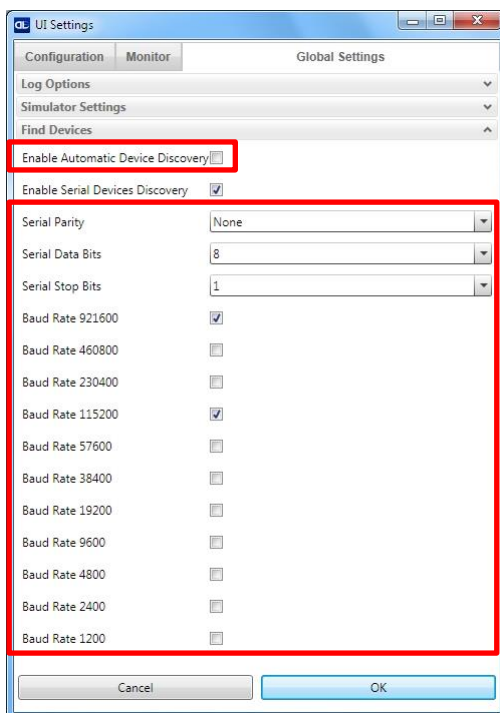 DL UI Settings
Configuration Monitor Global Settings
Log Options
Simulator Settings
Find Devices
Enable Automatic Device Discovery
Enable Serial Devices Discovery
Serial Parity None
Serial Data Bits 8
Serial Stop Bits 1
Baud Rate 921600
Baud Rate 460800
Baud Rate 230400
Baud Rate 115200
Baud Rate 57600
Baud Rate 38400
Baud Rate 19200
Baud Rate 9600
Baud Rate 4800
Baud Rate 2400
Baud Rate 1200
Cancel OK